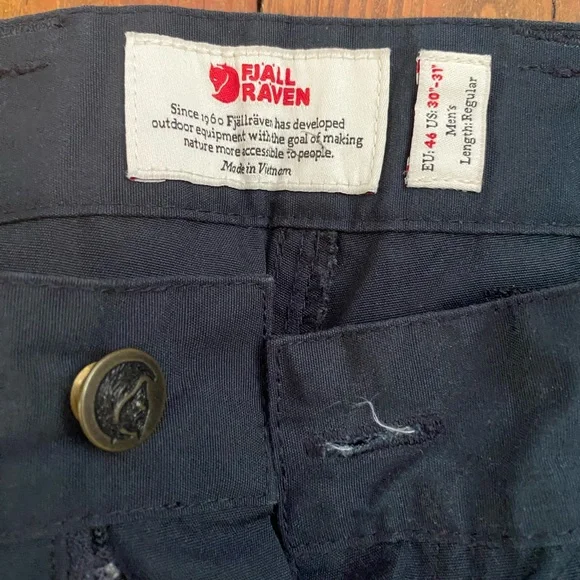 FJÄLL
RÄVEN
Since 1960 Fjällräven has developed
outdoor equipment with the goal of making
nature more accessible to people.
Made in Vietnam
EU: 46 US: 30"-31"
Men's
Length: Regular